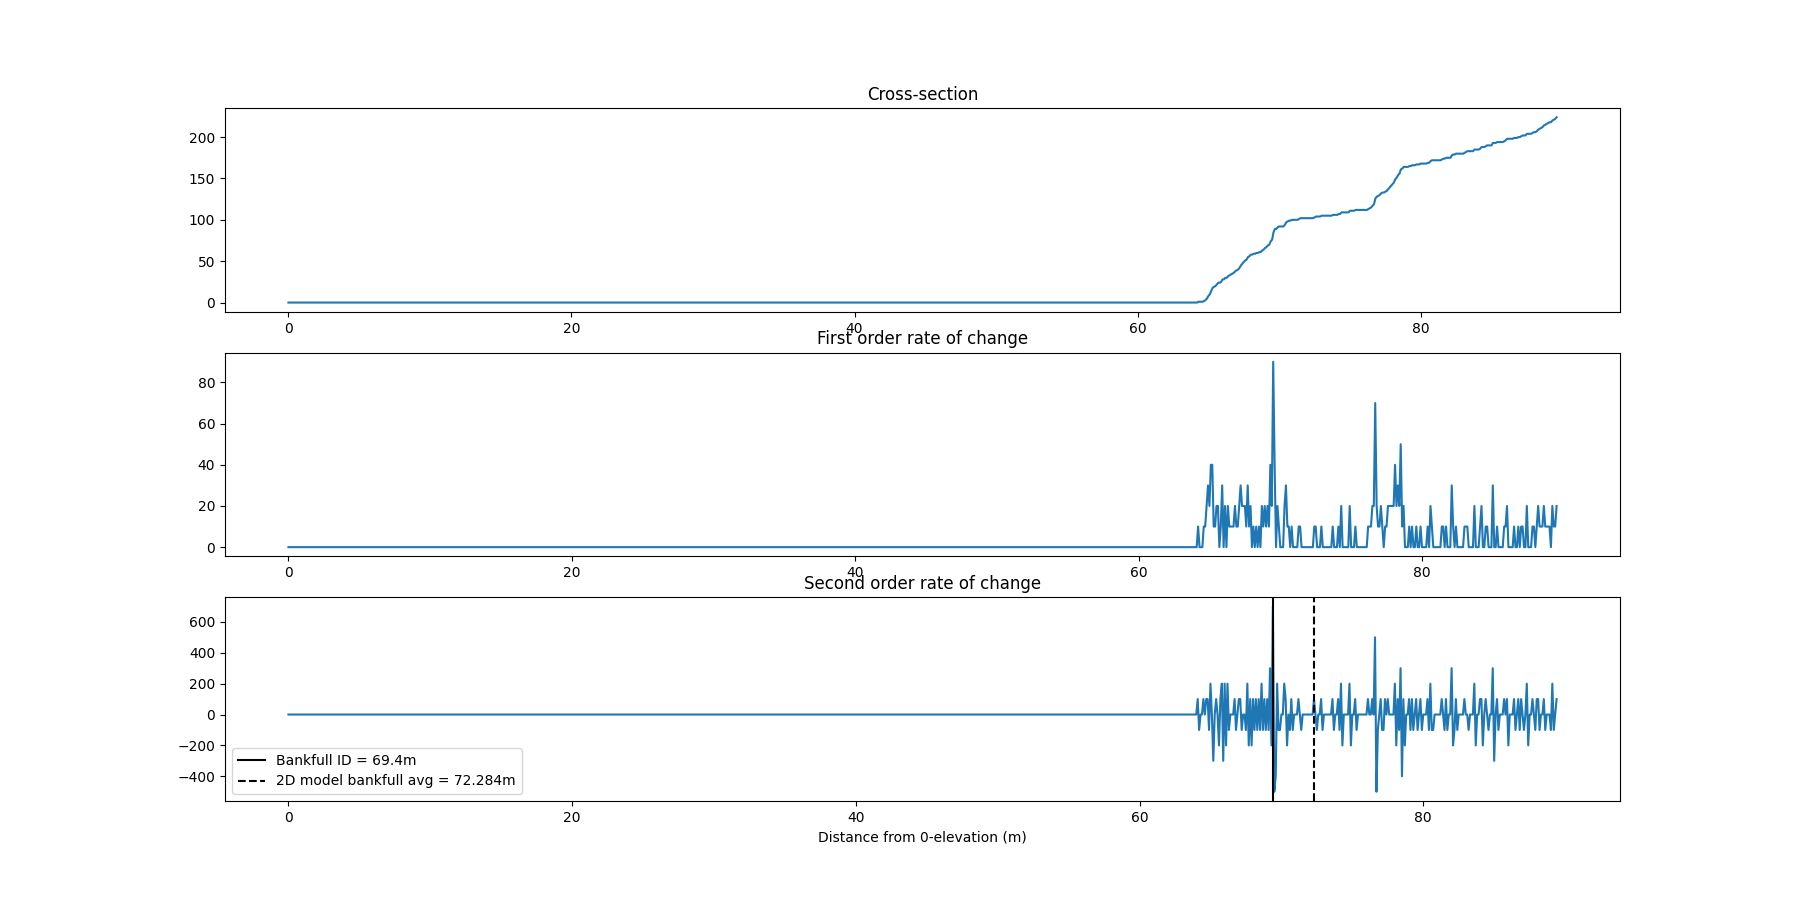 Cross-section
200
150
100
50
0
0 20 40 60 80
First order rate of change
80
60
40
20
0
0 20 40 60 80
Second order rate of change
600
400
200
0
−200
−400
Bankfull ID = 69.4m
2D model bankfull avg = 72.284m
0 20 40 60 80
Distance from 0-elevation (m)